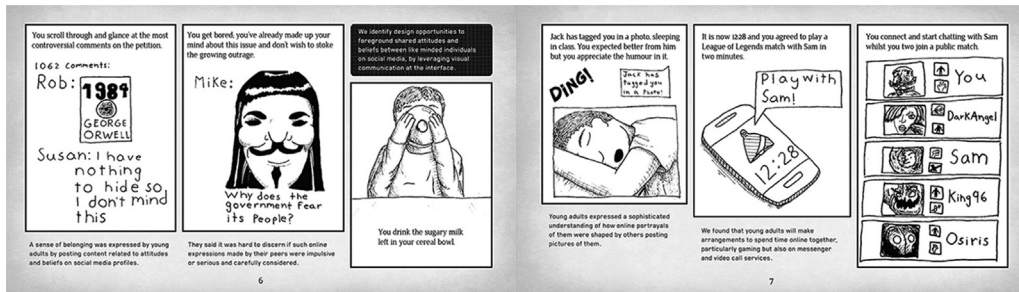 You scroll through and glance at the most
controversial comments on the petition.
1062 comments:
Rob:
1984
GEORGE
ORWELL
Susan: I have
nothing
to hide so
I don't mind
this
A sense of belonging was expressed by young
adults by posting content related to attitudes
and beliefs on social media profiles.
You get bored, you've already made up your
mind about this issue and don't wish to stoke
the growing outrage.
Mike:
Why does the
government fear
its People?
They said it was hard to discern if such online
expressions made by their peers were impulsive
or serious and carefully considered.
We identify design opportunities to
foreground shared attitudes and
beliefs between like minded individuals
on social media, by leveraging visual
communication at the interface.
You drink the sugary milk
left in your cereal bowl.
6
Jack has tagged you in a photo, sleeping
in class. You expected better from him
but you appreciate the humour in it.
DING!
Jack has
tagged you
in a Photo!
Young adults expressed a sophisticated
understanding of how online portrayals
of them were shaped by others posting
pictures of them.
It is now 1228 and you agreed to play a
League of Legends match with Sam in
two minutes.
Play with
Sam!
12:28
We found that young adults will make
arrangements to spend time online together,
particularly gaming but also on messenger
and video call services.
You connect and start chatting with Sam
whilst you two join a public match.
You
DarkAngel
Sam
King96
Osiris
7